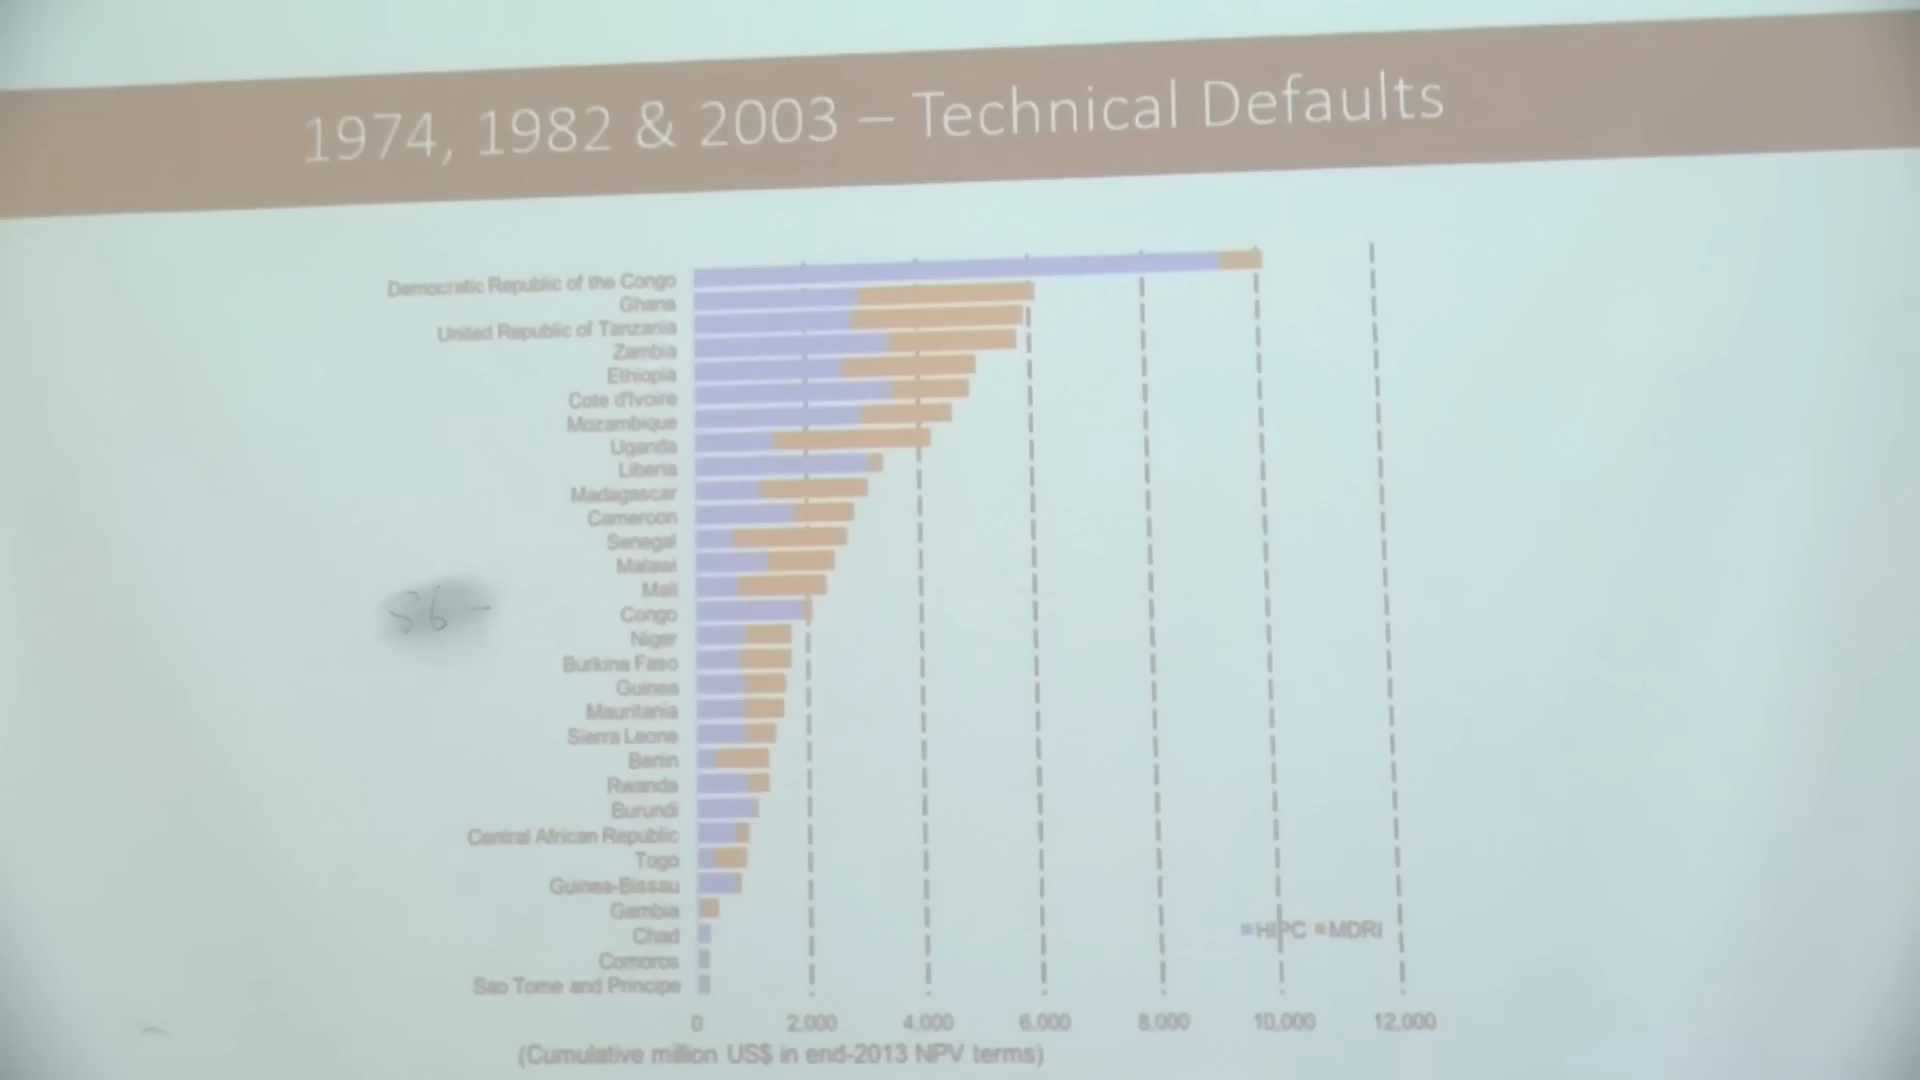 1974, 1982 & 2003 – Technical Defaults
Democratic Republic of the Congo
Ghana
United Republic of Tanzania
Zambia
Ethiopia
Cote d'Ivoire
Mozambique
Uganda
Liberia
Madagascar
Cameroon
Senegal
Malawi
Mali
Congo
Niger
Burkina Faso
Guinea
Mauritania
Sierra Leone
Benin
Rwanda
Burundi
Central African Republic
Togo
Guinea-Bissau
Gambia
Chad
Comoros
Sao Tome and Principe
HIPC MDRI
0 2,000 4,000 6,000 8,000 10,000 12,000
(Cumulative million US$ in end-2013 NPV terms)